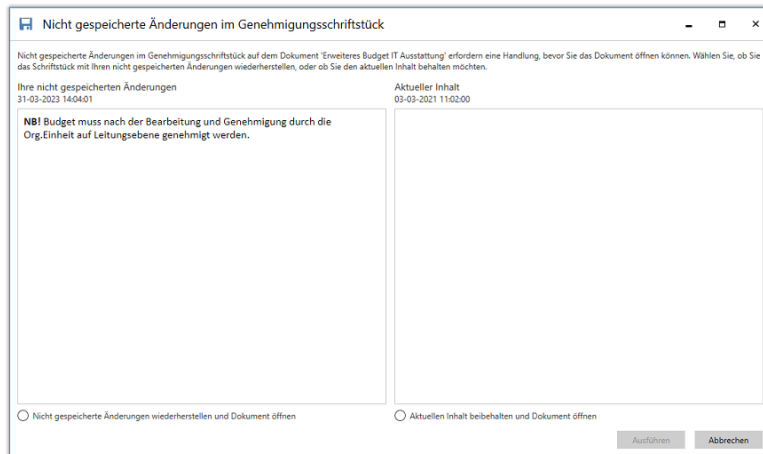 Nicht gespeicherte Änderungen im Genehmigungsschriftstück
Nicht gespeicherte Änderungen im Genehmigungsschriftstück auf dem Dokument 'Erweiteres Budget IT Ausstattung' erfordern eine Handlung, bevor Sie das Dokument öffnen können. Wählen Sie, ob Sie
das Schriftstück mit Ihren nicht gespeicherten Änderungen wiederherstellen, oder ob Sie den aktuellen Inhalt behalten möchten.
Ihre nicht gespeicherten Änderungen
31-03-2023 14:04:01
NB! Budget muss nach der Bearbeitung und Genehmigung durch die
Org.Einheit auf Leitungsebene genehmigt werden.
Nicht gespeicherte Änderungen wiederherstellen und Dokument öffnen
Aktueller Inhalt
03-03-2021 11:02:00
Aktuellen Inhalt beibehalten und Dokument öffnen
Ausführen
Abbrechen